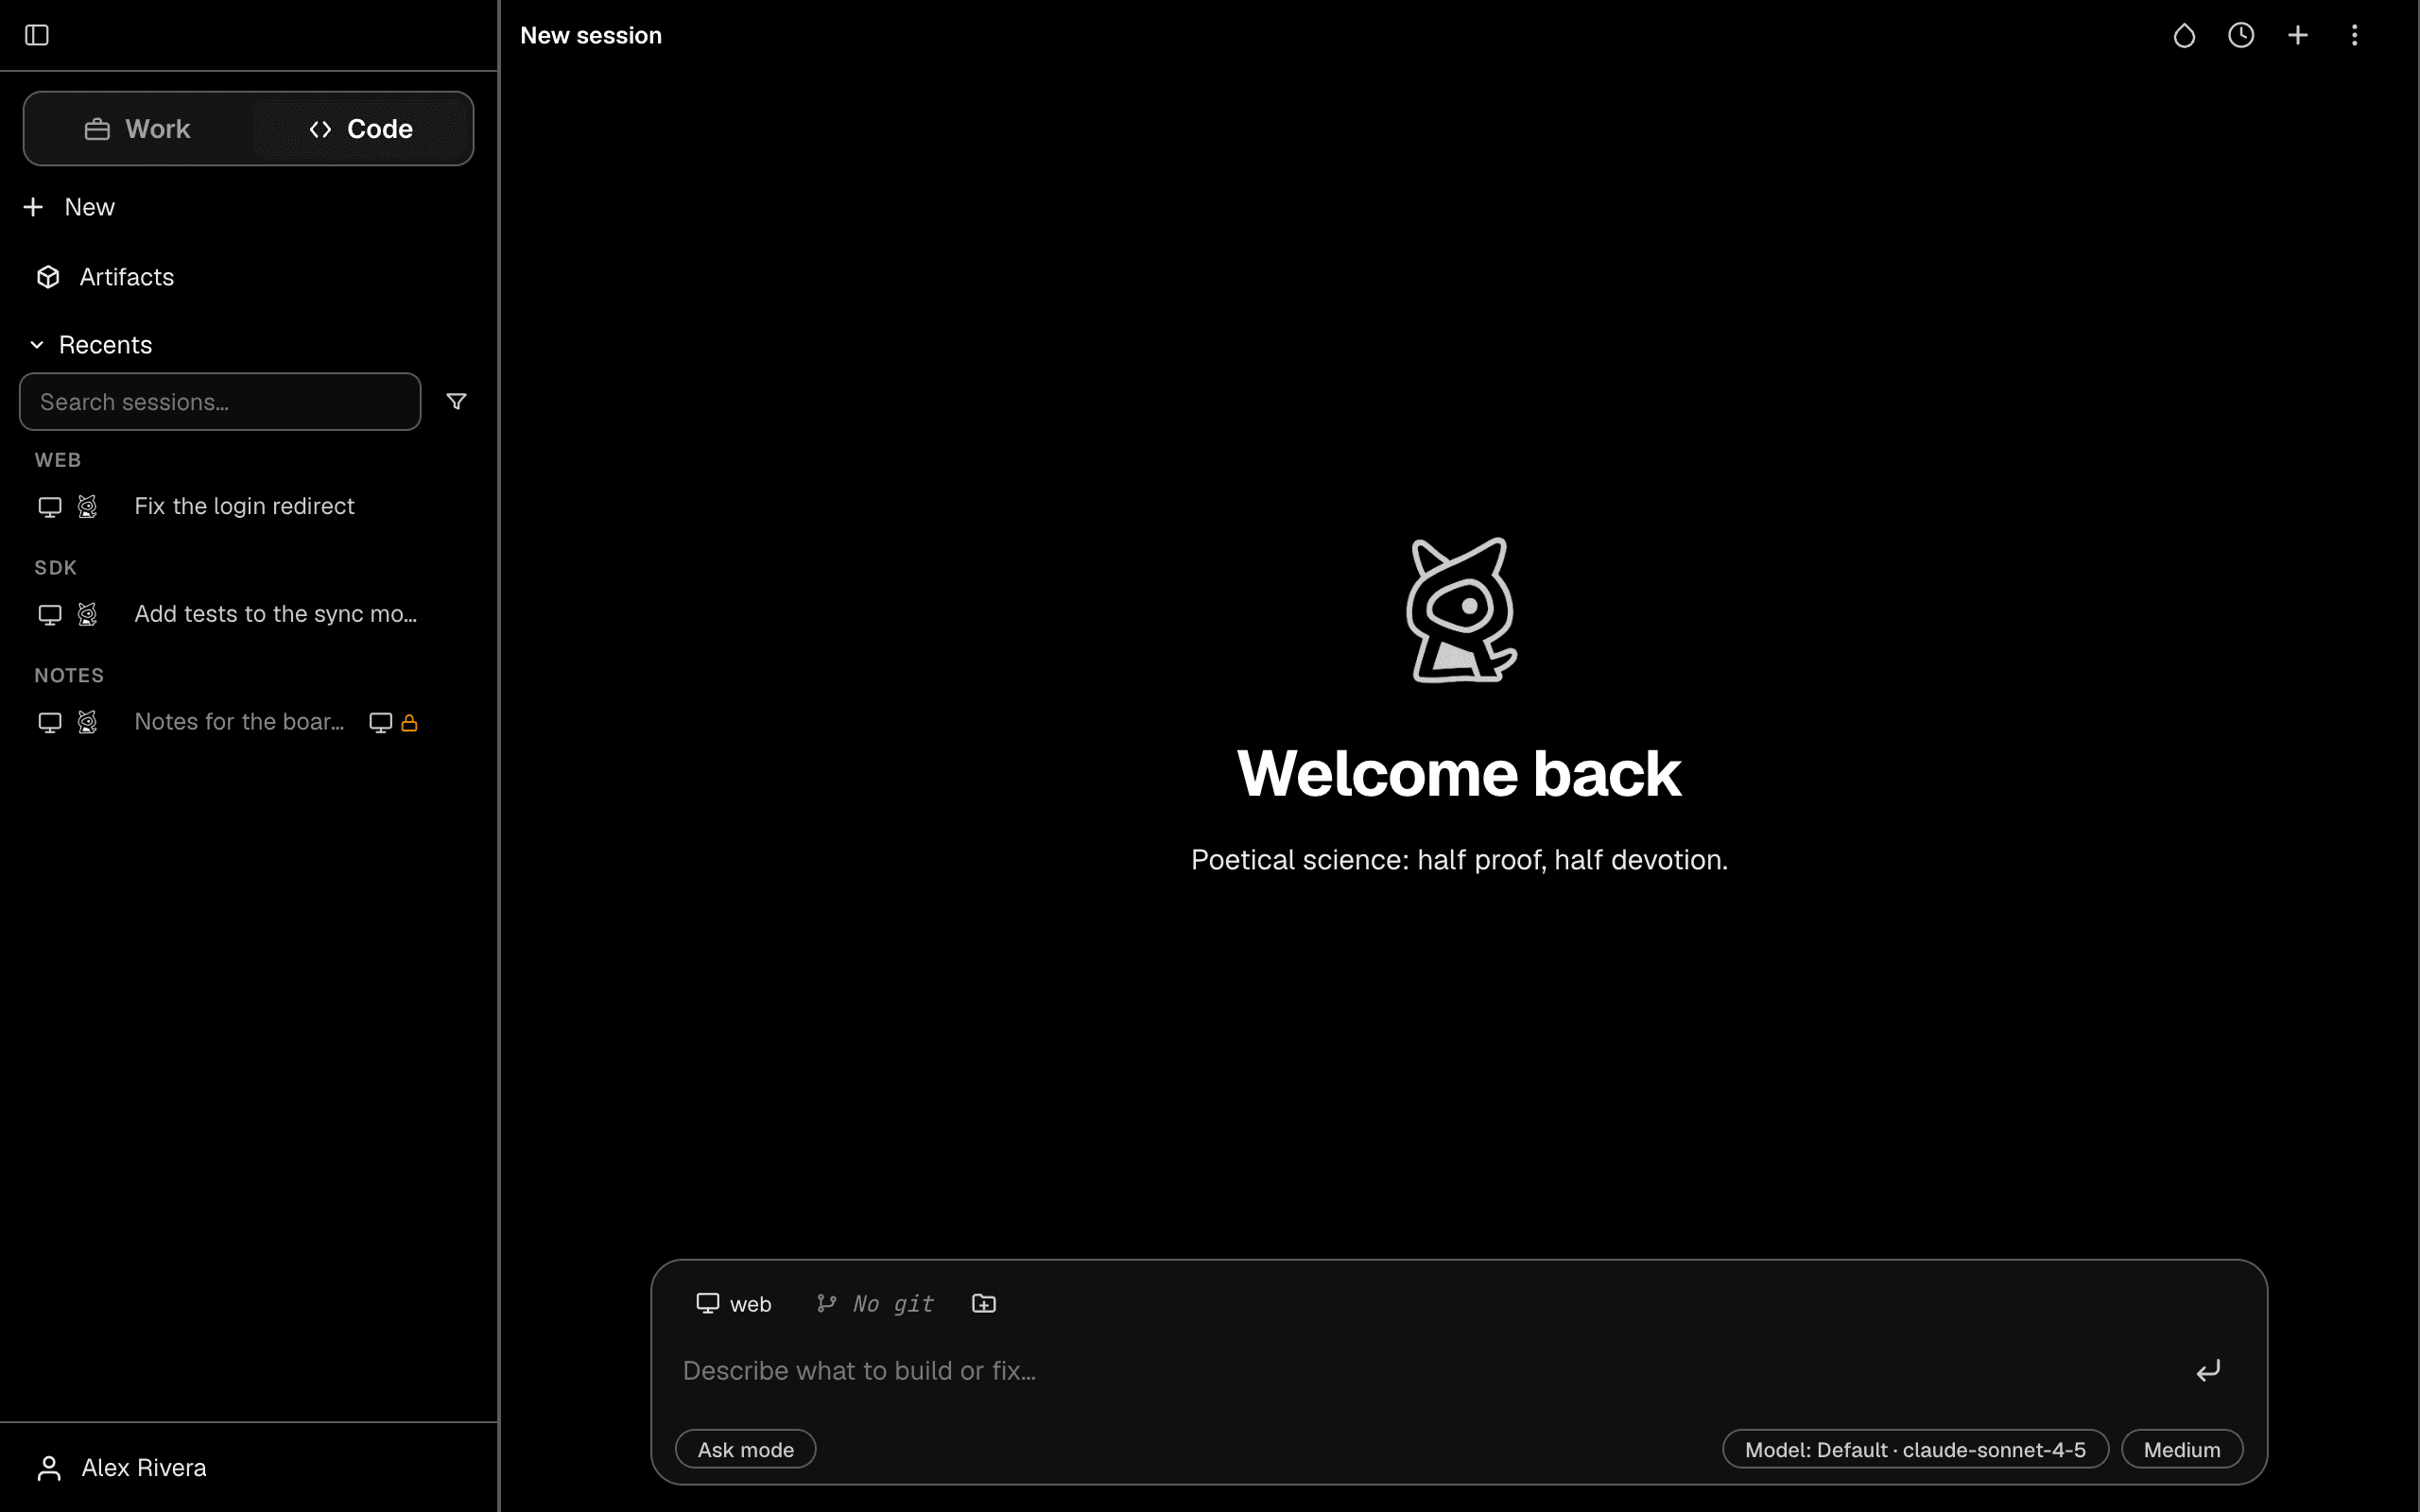 New session
Work
Code
New
Artifacts
Recents
Search sessions…
WEB
Fix the login redirect
SDK
Add tests to the sync mo…
NOTES
Notes for the boar…
Alex Rivera
Welcome back
Poetical science: half proof, half devotion.
web
No git
Describe what to build or fix…
Ask mode
Model: Default · claude-sonnet-4-5
Medium